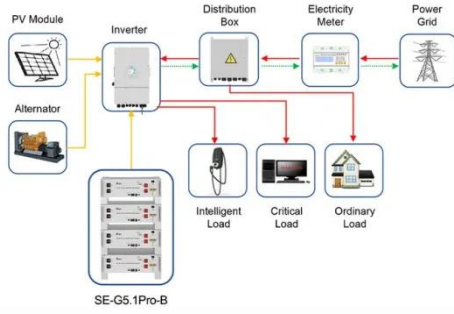 PV Module
Inverter
Distribution
Box
Electricity
Meter
Power
Grid
Alternator
Intelligent
Load
Critical
Load
Ordinary
Load
SE-G5.1Pro-B